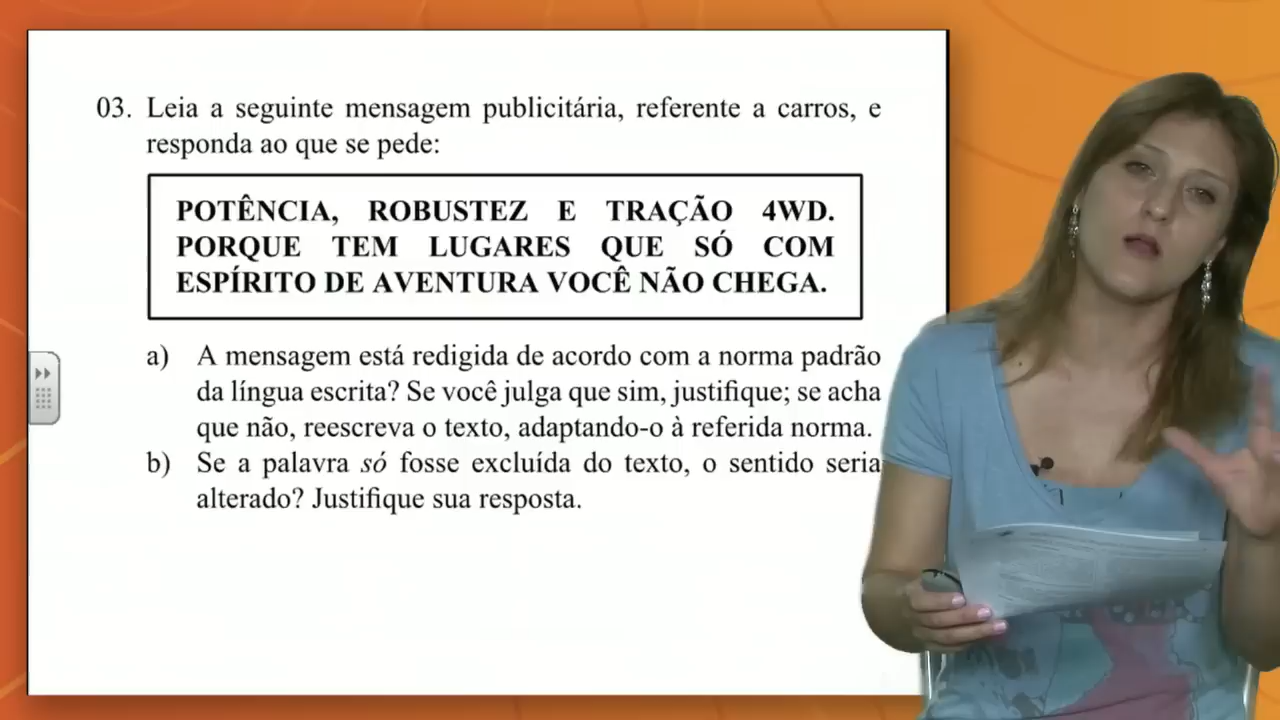 03. Leia a seguinte mensagem publicitária, referente a carros, e
responda ao que se pede:
POTÊNCIA, ROBUSTEZ E TRAÇÃO 4WD.
PORQUE TEM LUGARES QUE SÓ COM
ESPÍRITO DE AVENTURA VOCÊ NÃO CHEGA.
a) A mensagem está redigida de acordo com a norma padrão
da língua escrita? Se você julga que sim, justifique; se acha
que não, reescreva o texto, adaptando-o à referida norma.
b) Se a palavra só fosse excluída do texto, o sentido seria
alterado? Justifique sua resposta.